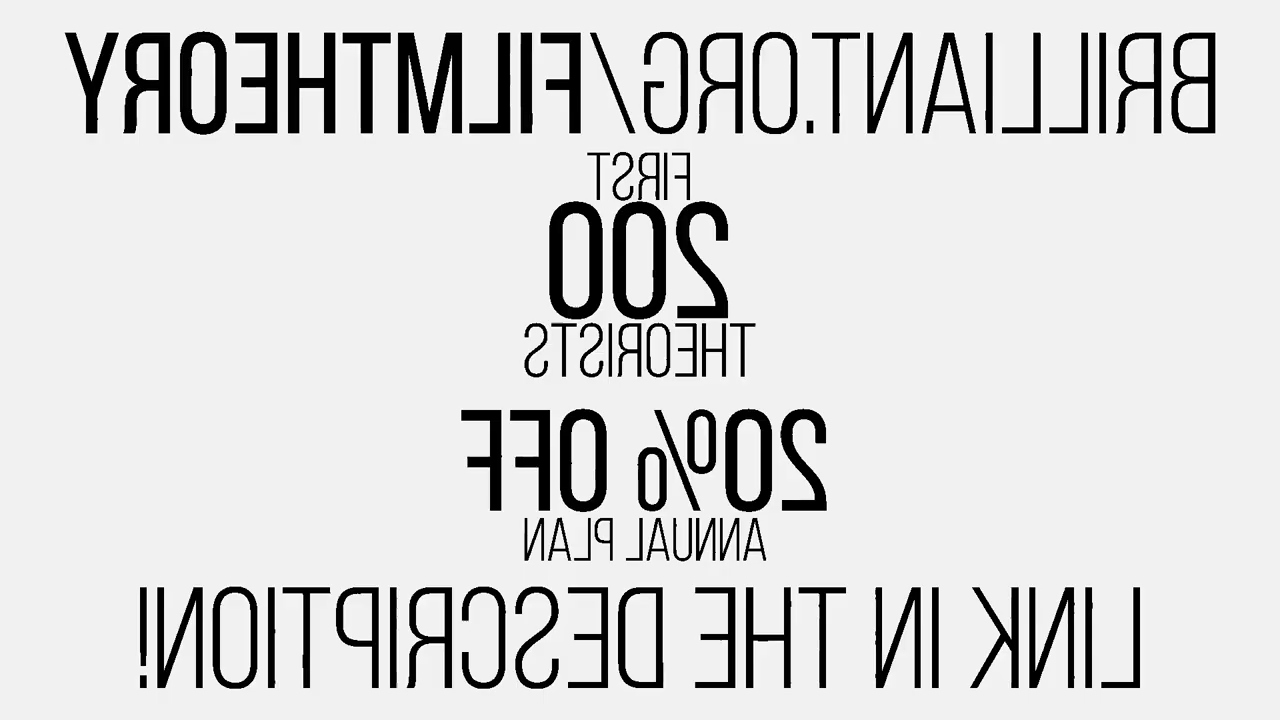 BRILLIANT.ORG/FILMTHEORY
FIRST
200
THEORISTS
20% OFF
ANNUAL PLAN
LINK IN THE DESCRIPTION!